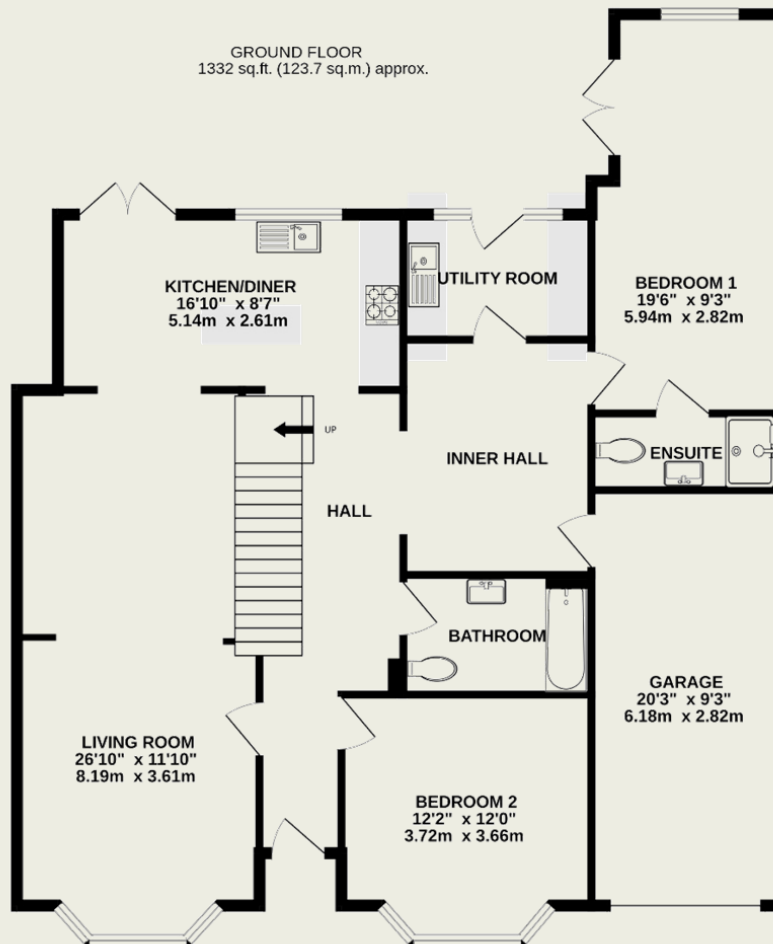 GROUND FLOOR
1332 sq.ft. (123.7 sq.m.) approx.
KITCHEN/DINER
16'10" x 8'7"
5.14m x 2.61m
UTILITY ROOM
BEDROOM 1
19'6" x 9'3"
5.94m x 2.82m
UP
INNER HALL
ENSUITE
HALL
BATHROOM
LIVING ROOM
26'10" x 11'10"
8.19m x 3.61m
GARAGE
20'3" x 9'3"
6.18m x 2.82m
BEDROOM 2
12'2" x 12'0"
3.72m x 3.66m